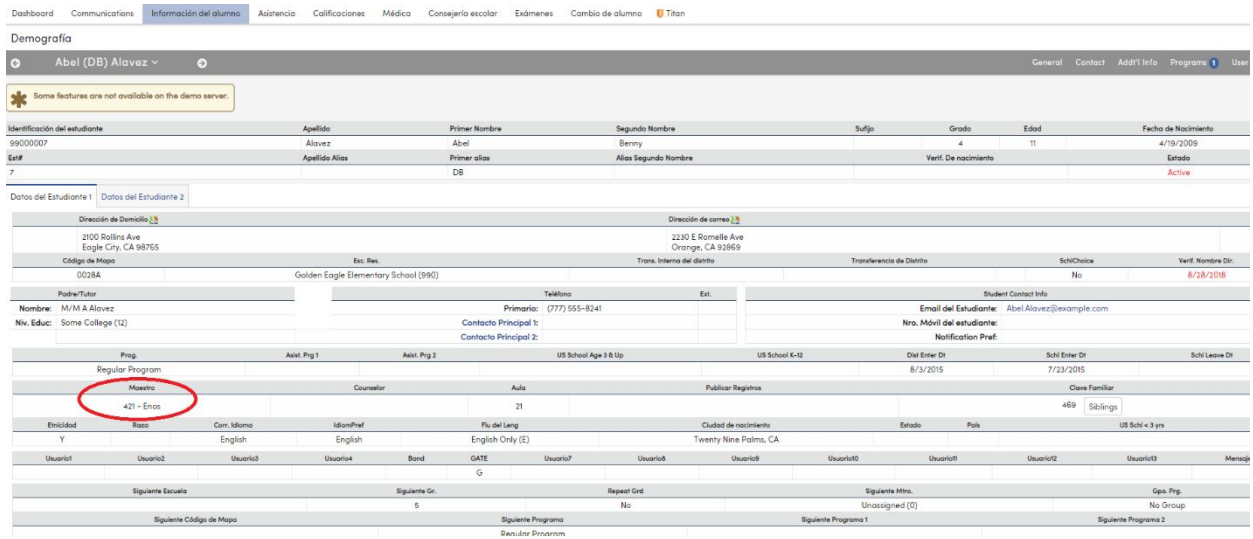 Dashboard Communications Información del alumno Asistencia Calificaciones Médica Consejería escolar Exámenes Cambio de alumno Titan
Demografía
Abel (DB) Alavez General Contact Addt'l Info Programs 1 User
Some features are not available on the demo server.
Identificación del estudiante Apellido Primer Nombre Segundo Nombre Sufijo Grado Edad Fecha de Nacimiento
99000007 Alavez Abel Benny 4 11 4/19/2009
Est# Apellido Alias Primer alias Alias Segundo Nombre Verif. De nacimiento Estado
7 DB Active
Datos del Estudiante 1 Datos del Estudiante 2
Dirección de Domicilio Dirección de correo
2100 Rollins Ave 2230 E Romelle Ave
Eagle City, CA 98765 Orange, CA 92869
Código de Mapa Esc. Res. Trans. Interna del distrito Transferencia de Distrito SchlChoice Verif. Nombre Dir.
0028A Golden Eagle Elementary School (990) No 8/28/2018
Padre/Tutor Teléfono Ext. Student Contact Info
Nombre: M/M A Alavez Primario: (777) 555-8241 Email del Estudiante: Abel.Alavez@example.com
Niv. Educ: Some College (12) Contacto Principal 1: Nro. Móvil del estudiante:
Contacto Principal 2: Notification Pref:
Prog. Asist. Prg 1 Asist. Prg 2 US School Age 3 & Up US School K-12 Dist Enter Dt Schl Enter Dt Schl Leave Dt
Regular Program 8/3/2015 7/23/2015
Maestro Counselor Aula Publicar Registros Clave Familiar
421 - Enos 21 469 Siblings
Etnicidad Raza Corr. Idioma IdiomPref Flu del Leng Ciudad de nacimiento Estado País US Schl < 3 yrs
Y English English English Only (E) Twenty Nine Palms, CA
Usuario1 Usuario2 Usuario3 Usuario4 Band GATE Usuario7 Usuario8 Usuario9 Usuario10 Usuario11 Usuario12 Usuario13 Mensaje
G
Siguiente Escuela Siguiente Gr. Repeat Grd Siguiente Mtro. Gpo. Prg.
5 No Unassigned (0) No Group
Siguiente Código de Mapa Siguiente Programa Siguiente Programa 1 Siguiente Programa 2
Regular Program